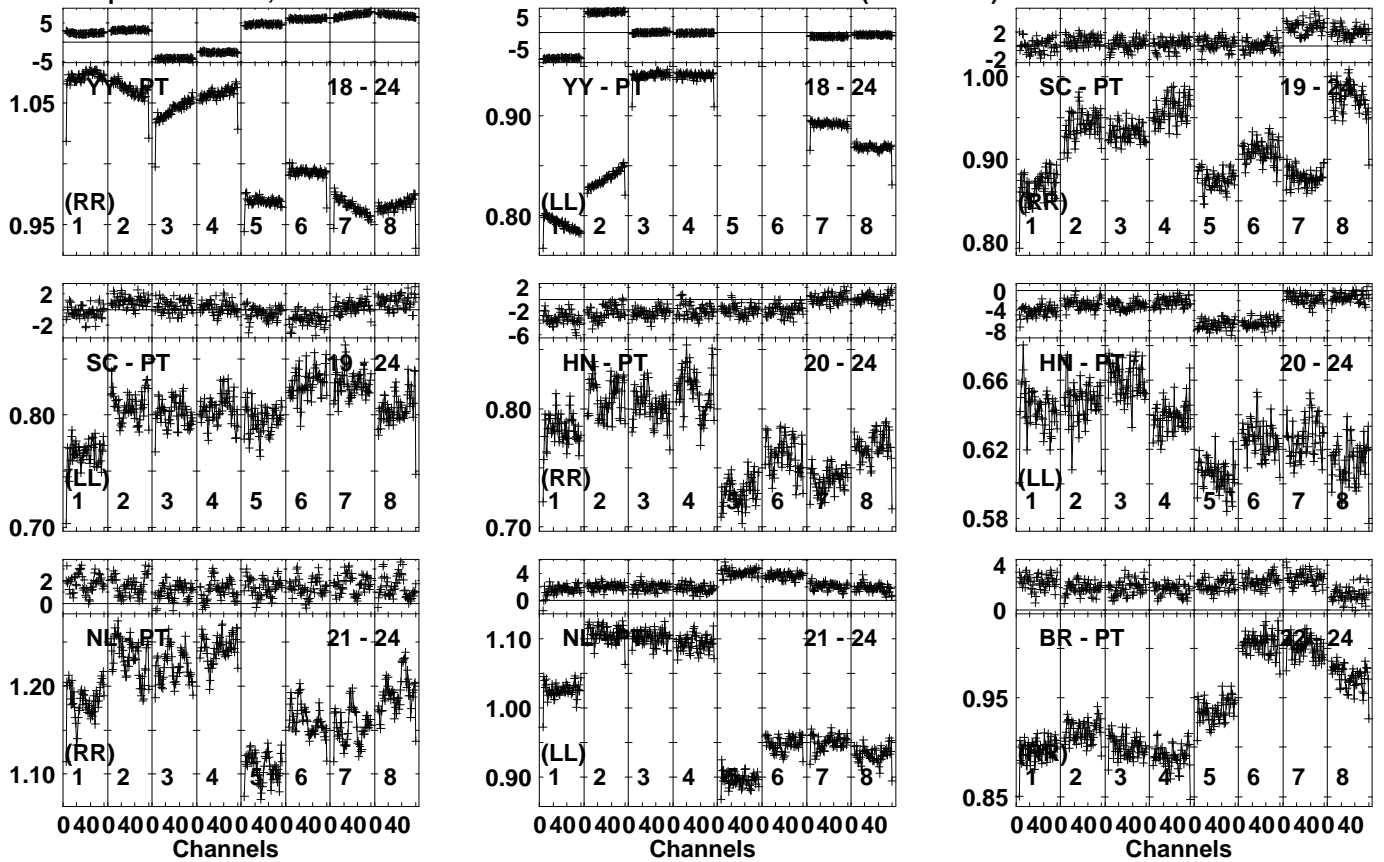 5 5 2
-5 -5 -2
YY - PT 18 - 24 YY - PT 18 - 24 1.00 SC - PT 19 - 24
1.05 0.90 0.90
(RR) (LL) (RR)
0.95 0.80 0.80
1 2 3 4 5 6 7 8 1 2 3 4 5 6 7 8 1 2 3 4 5 6 7 8
2 2 0
-2 -2 -4
-6 -8
SC - PT 19 - 24 HN - PT 20 - 24 HN - PT 20 - 24
0.80 0.80 0.66
0.62
(LL) (RR) (LL)
1 2 3 4 5 6 7 8 1 2 3 4 5 6 7 8 1 2 3 4 5 6 7 8
0.70 0.70 0.58
2 4 4
0 0 2
0
NL - PT 21 - 24 1.10 NL - PT 21 - 24 BR - PT 22 - 24
1.20 1.00 0.95
(RR) (LL) (RR)
1.10 1 2 3 4 5 6 7 8 0.90 1 2 3 4 5 6 7 8 1 2 3 4 5 6 7 8
0.85
0 40 0 40 0 40 0 40 0 40 0 40 0 40 0 40 0 40 0 40 0 40 0 40 0 40 0 40 0 40 0 40 0 40 0 40 0 40 0 40 0 40 0 40 0 40 0 40
Channels Channels Channels